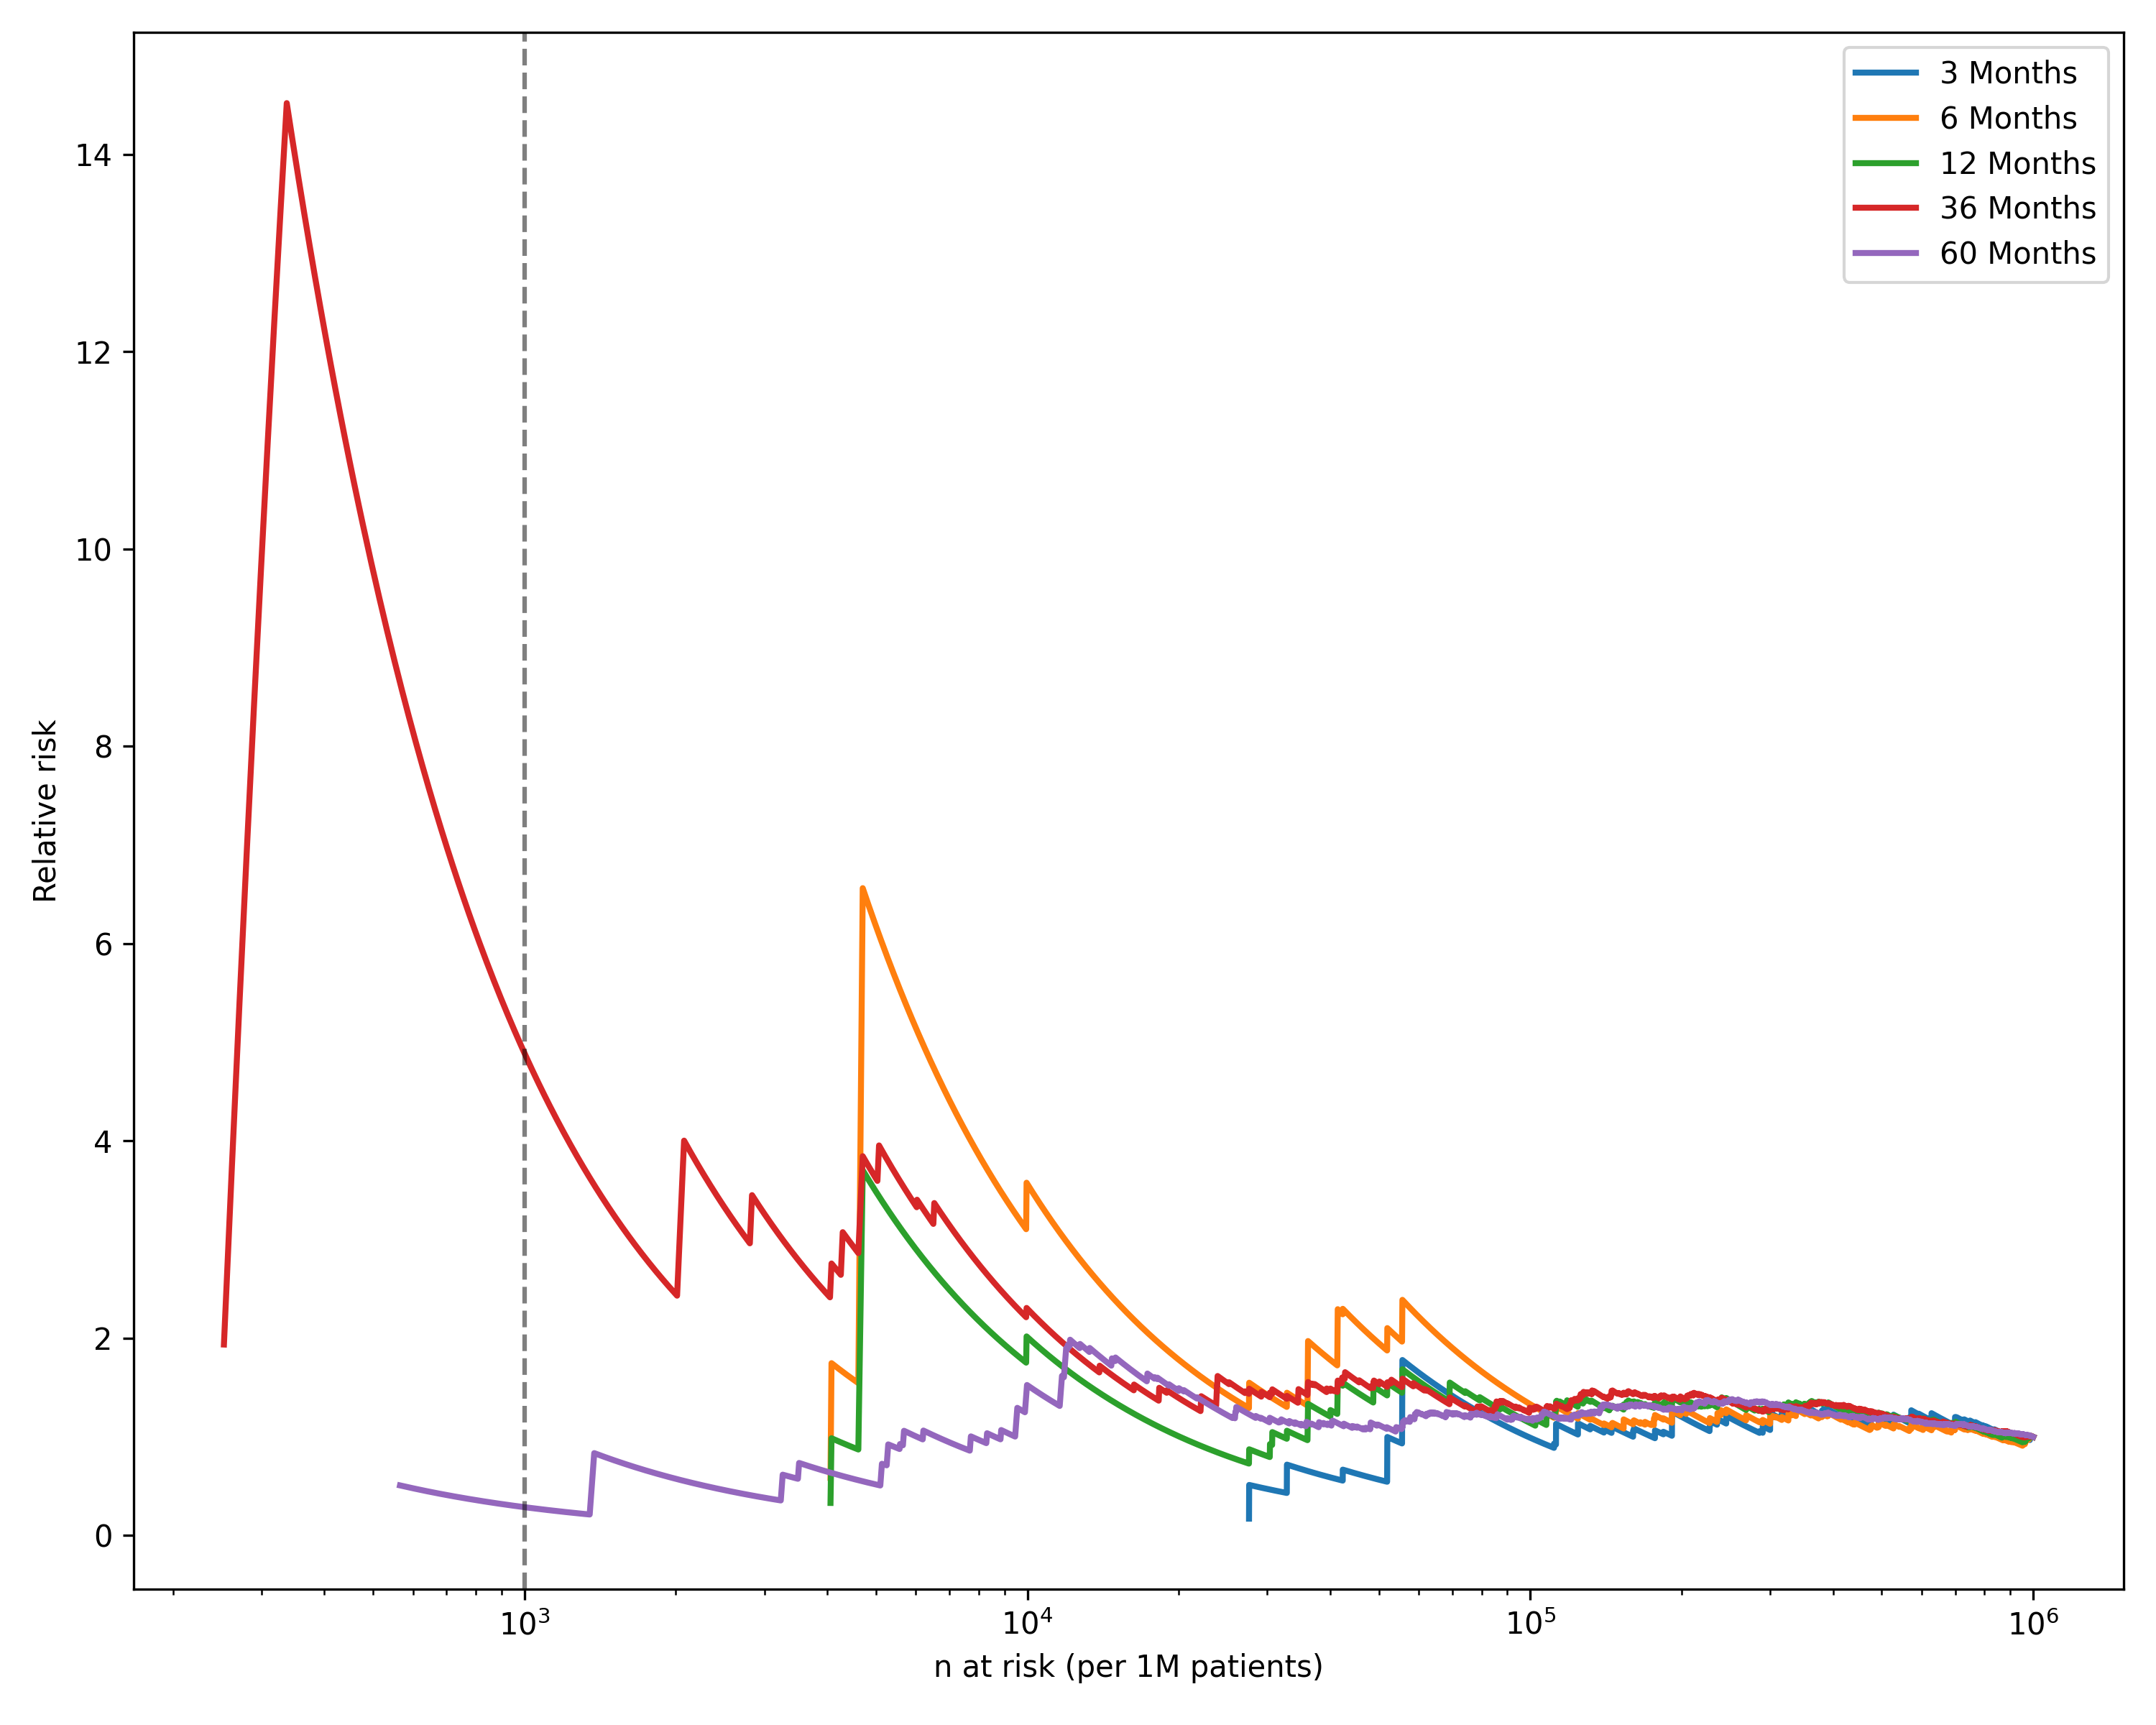 3 Months
6 Months
12 Months
36 Months
60 Months
14
12
10
8
6
4
2
0
Relative risk
10³
10⁴
10⁵
10⁶
n at risk (per 1M patients)